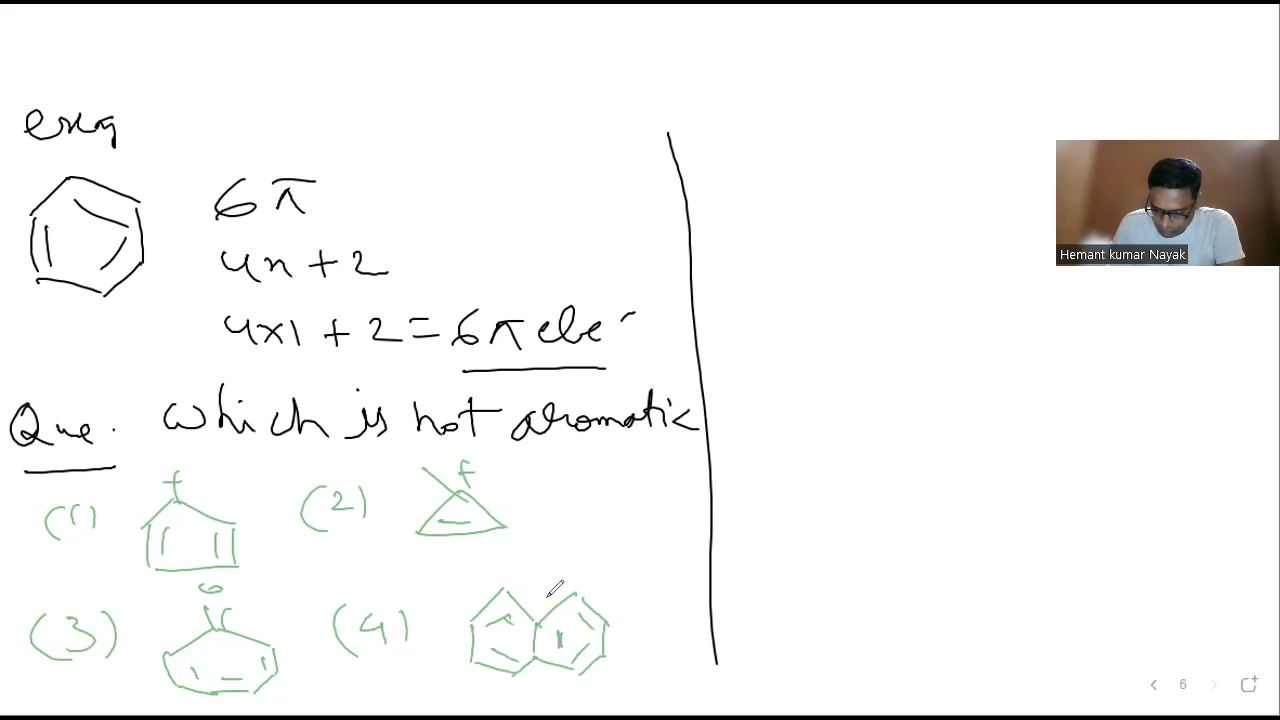 exa
6π
4n + 2
4x1 + 2 = 6π ele⁻
Que. which is not aromatic
(1) + (2) +
(3) O (4)
Hemant kumar Nayak
6